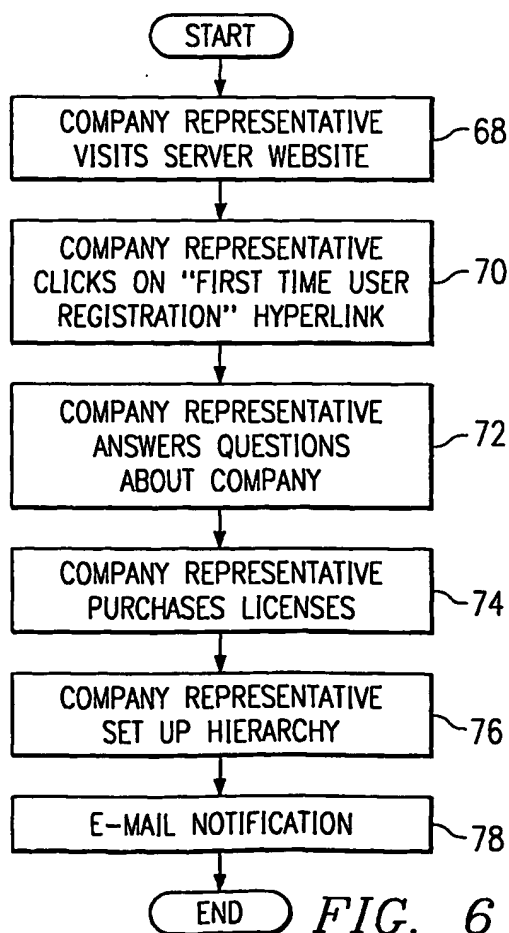 START
COMPANY REPRESENTATIVE
VISITS SERVER WEBSITE
68
COMPANY REPRESENTATIVE
CLICKS ON "FIRST TIME USER
REGISTRATION" HYPERLINK
70
COMPANY REPRESENTATIVE
ANSWERS QUESTIONS
ABOUT COMPANY
72
COMPANY REPRESENTATIVE
PURCHASES LICENSES
74
COMPANY REPRESENTATIVE
SET UP HIERARCHY
76
E-MAIL NOTIFICATION
78
END
FIG. 6